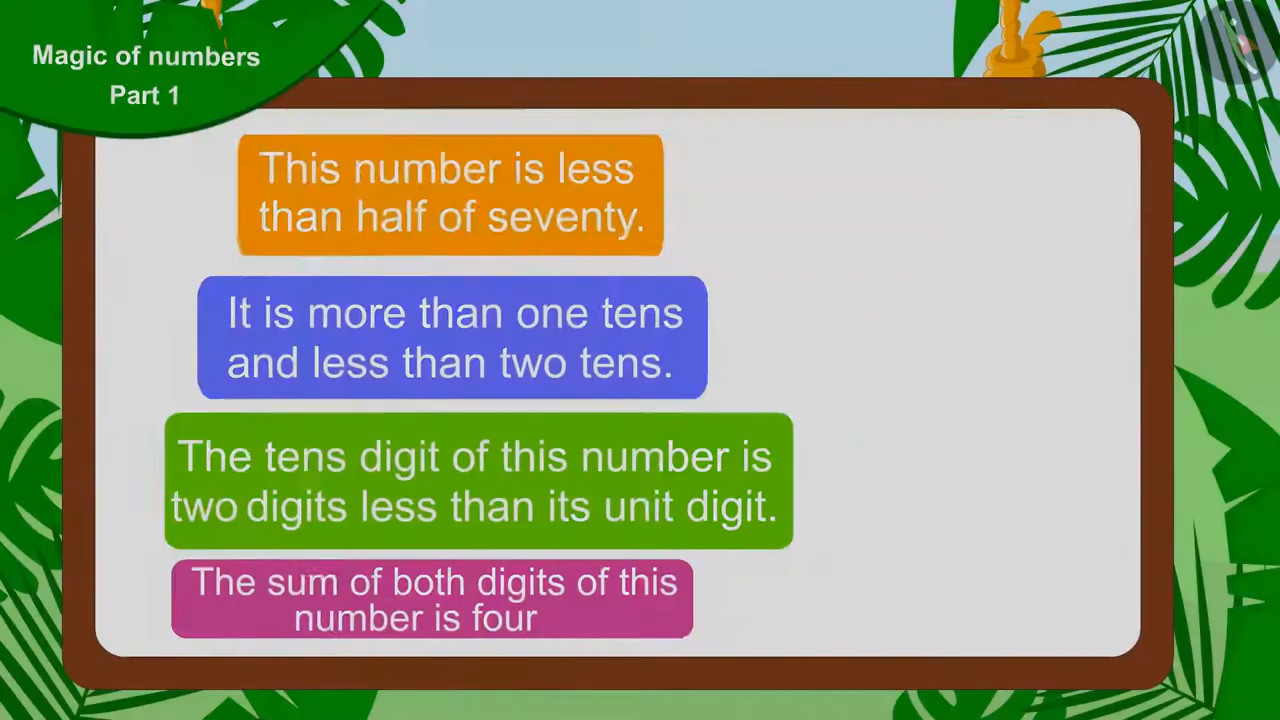 Magic of numbers
Part 1
This number is less
than half of seventy.
It is more than one tens
and less than two tens.
The tens digit of this number is
two digits less than its unit digit.
The sum of both digits of this
number is four